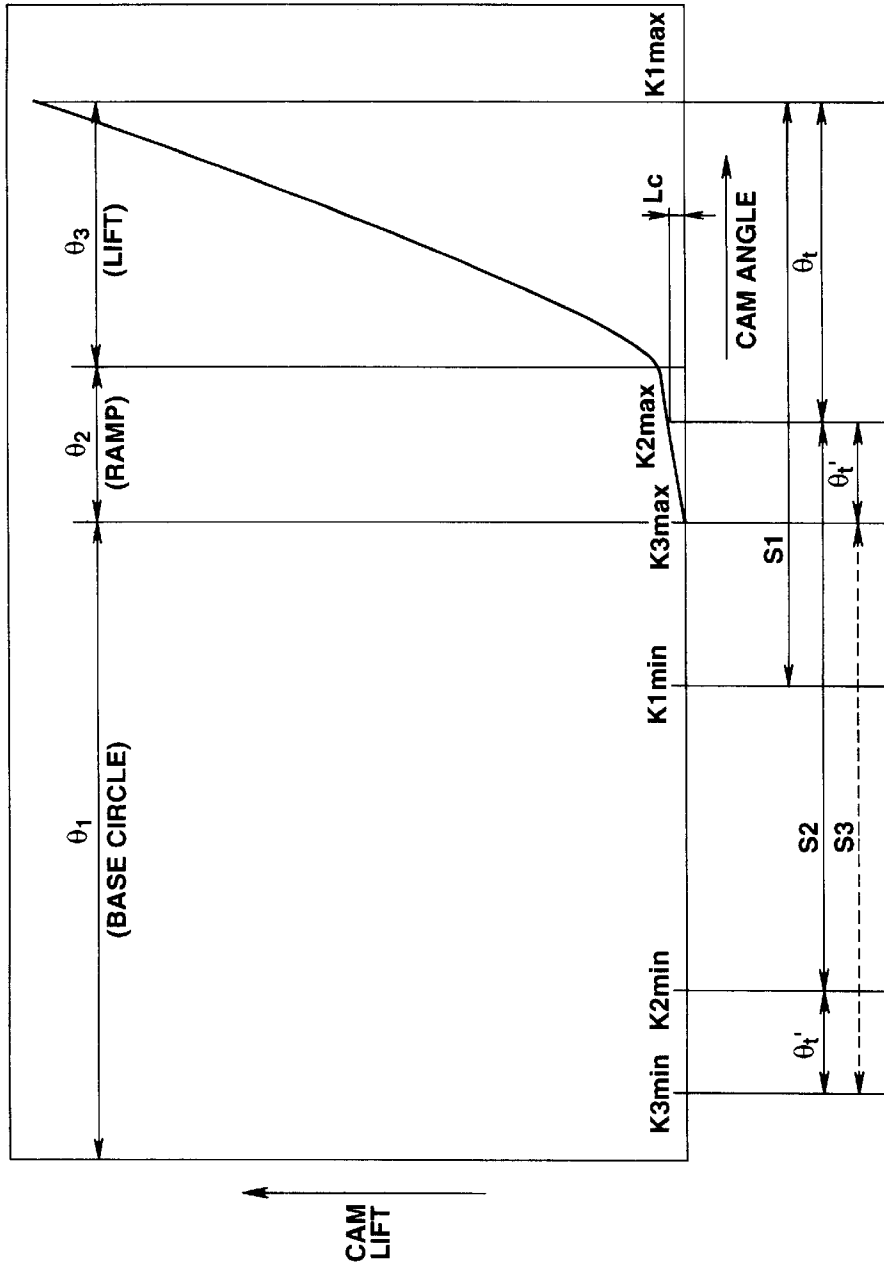 CAM
LIFT
θ1
(BASE CIRCLE)
θ2
(RAMP)
θ3
(LIFT)
K3min
K2min
K1min
K3max
K2max
K1max
Lc
CAM ANGLE
S1
θt'
S2
θt
S3
θt'